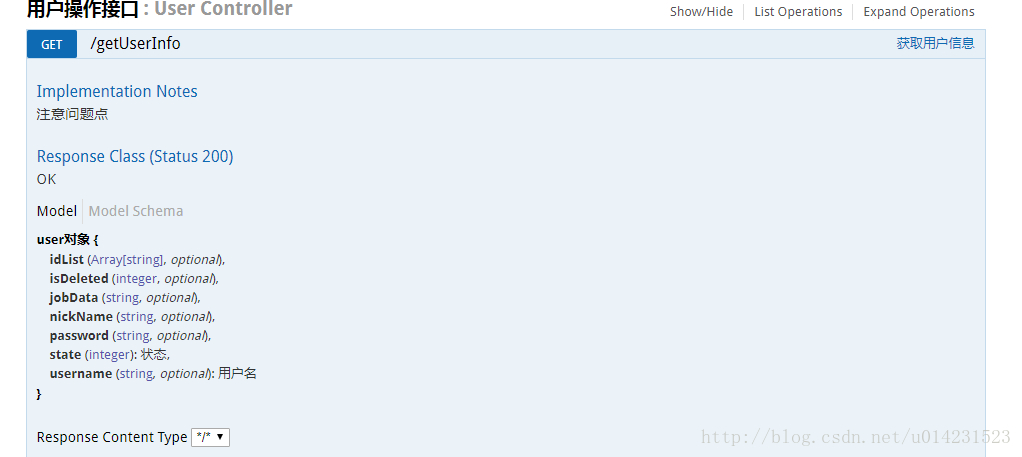 用户操作接口 : User Controller Show/Hide List Operations Expand Operations
GET /getUserInfo 获取用户信息
Implementation Notes
注意问题点
Response Class (Status 200)
OK
Model Model Schema
user对象 {
idList (Array[string], optional),
isDeleted (integer, optional),
jobData (string, optional),
nickName (string, optional),
password (string, optional),
state (integer): 状态,
username (string, optional): 用户名
}
Response Content Type */*
http://blog.csdn.net/u014231523